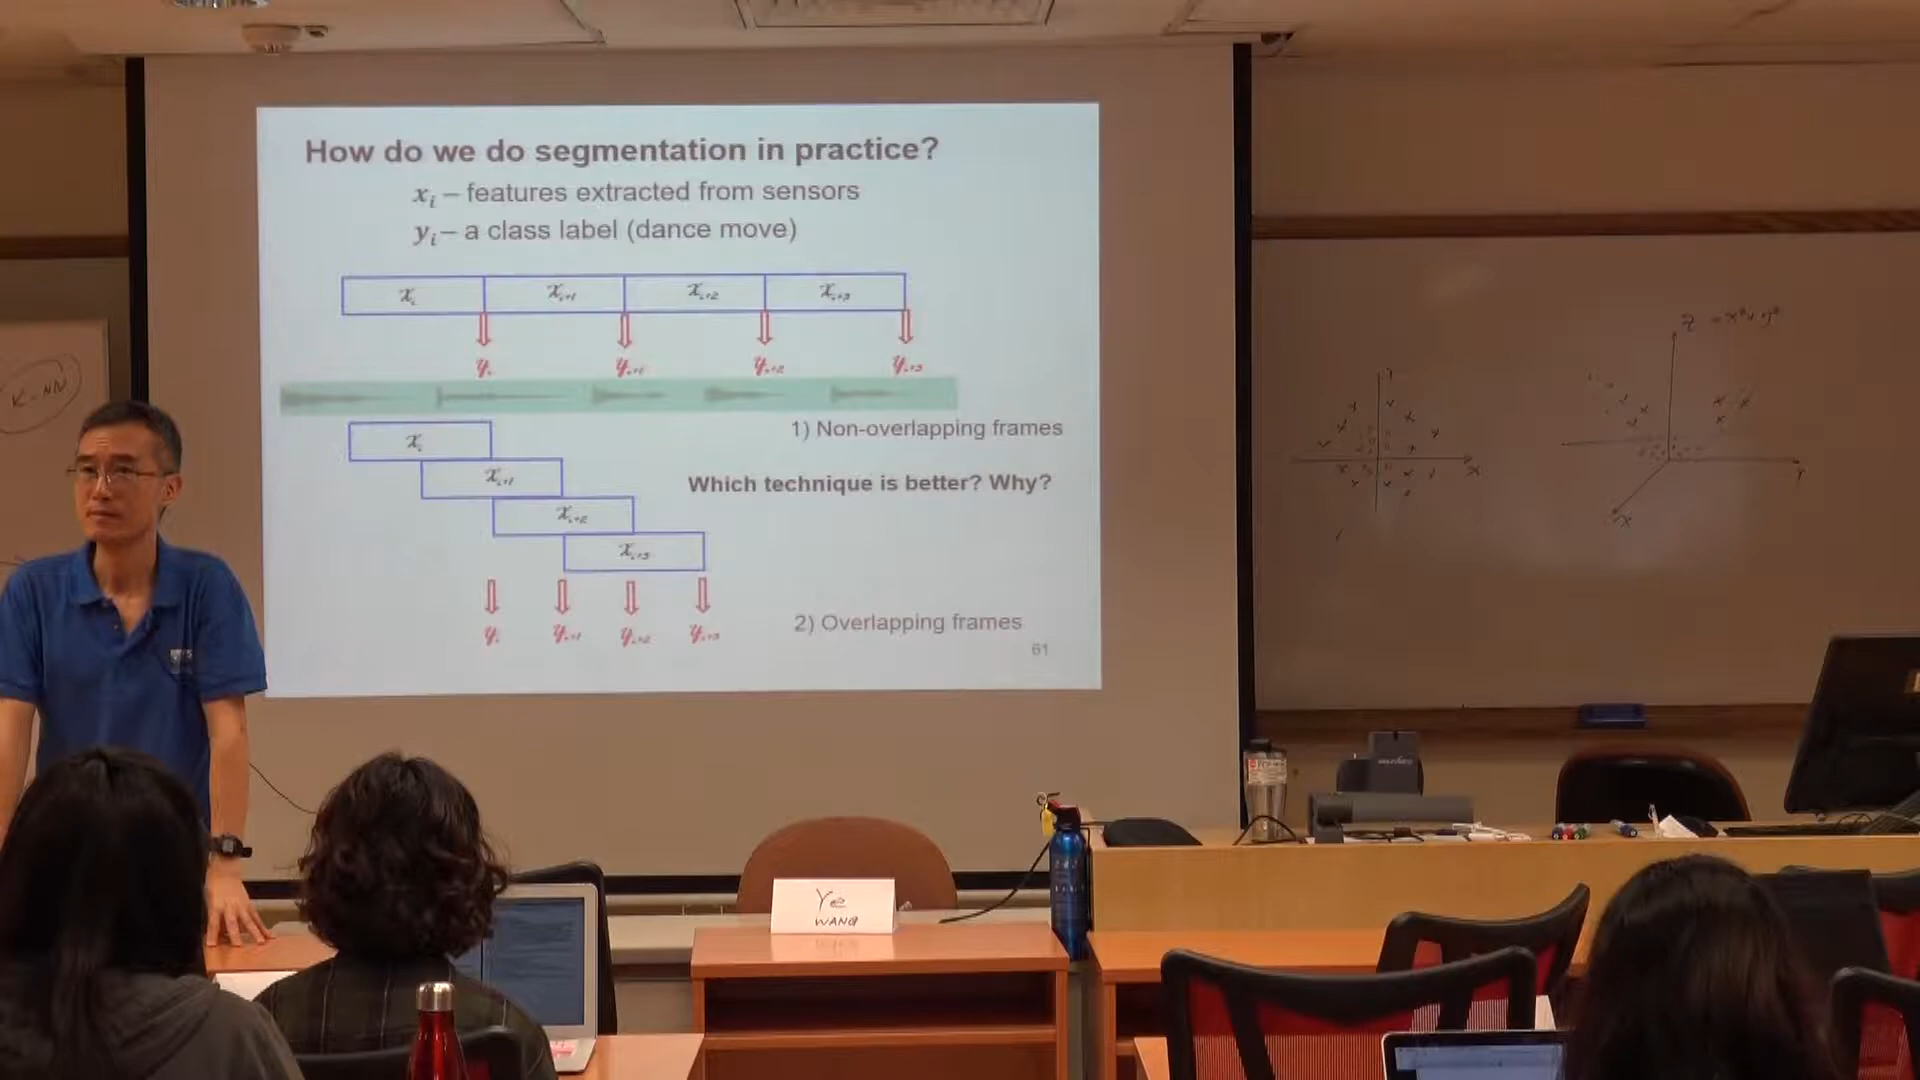 How do we do segmentation in practice?
xᵢ – features extracted from sensors
yᵢ – a class label (dance move)
xᵢ xᵢ₊₁ xᵢ₊₂ xᵢ₊₃
yᵢ yᵢ₊₁ yᵢ₊₂ yᵢ₊₃
1) Non-overlapping frames
xᵢ
xᵢ₊₁
Which technique is better? Why?
xᵢ₊₂
xᵢ₊₃
yᵢ yᵢ₊₁ yᵢ₊₂ yᵢ₊₃
2) Overlapping frames
61
K-NN
Z = x²+y²
X
X
Ye
WANG